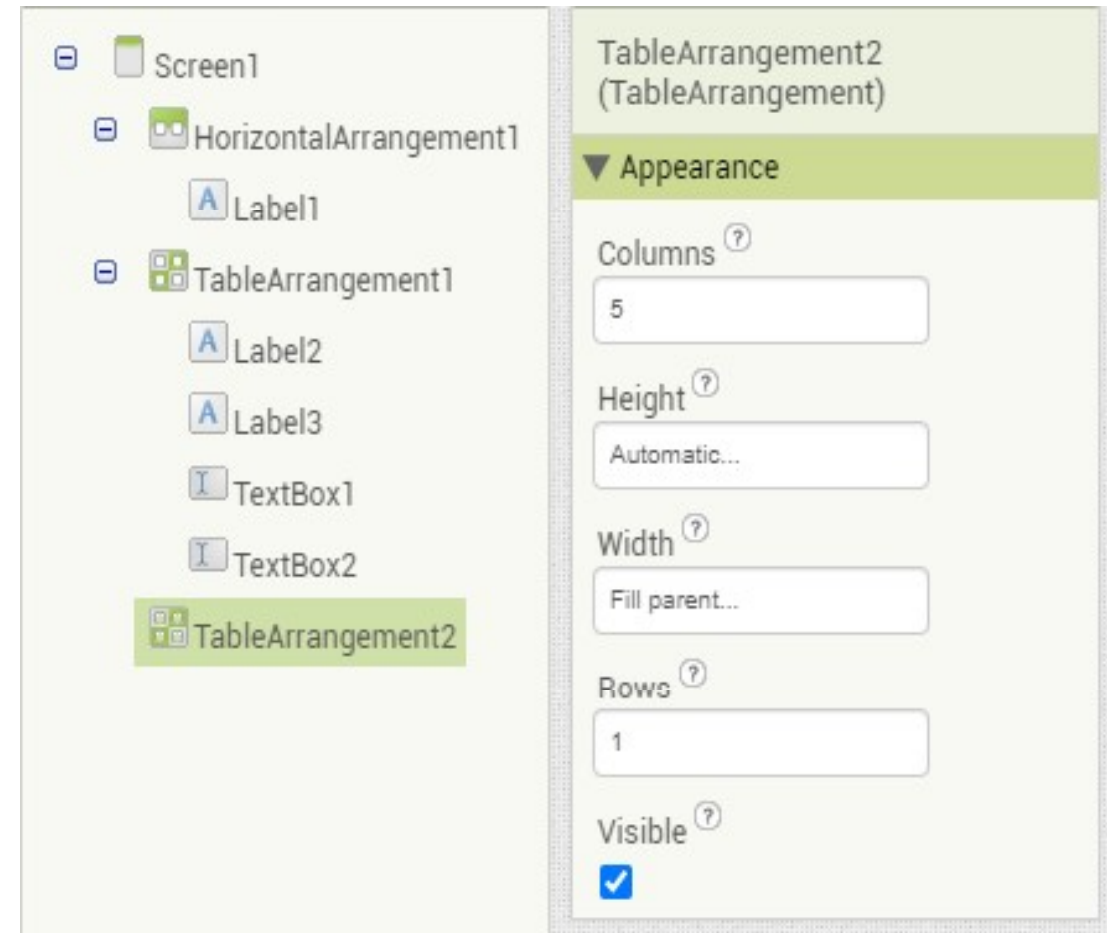 Screen1
HorizontalArrangement1
Label1
TableArrangement1
Label2
Label3
TextBox1
TextBox2
TableArrangement2
TableArrangement2
(TableArrangement)
Appearance
Columns ?
5
Height ?
Automatic...
Width ?
Fill parent...
Rows ?
1
Visible ?